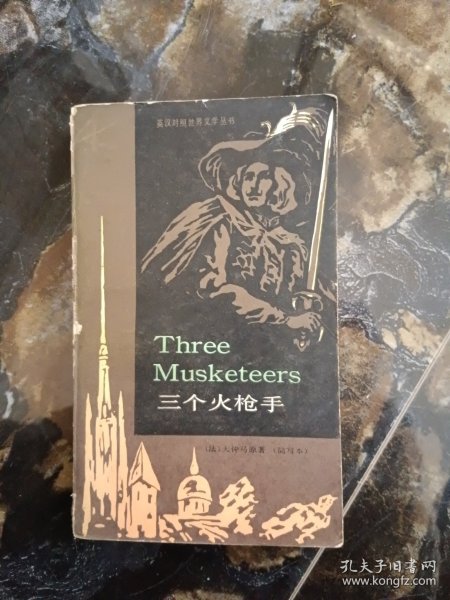 英汉对照世界文学丛书
Three
Musketeers
三个火枪手
（法）大仲马原著（简写本）
孔夫子旧书网
www.kongfz.com